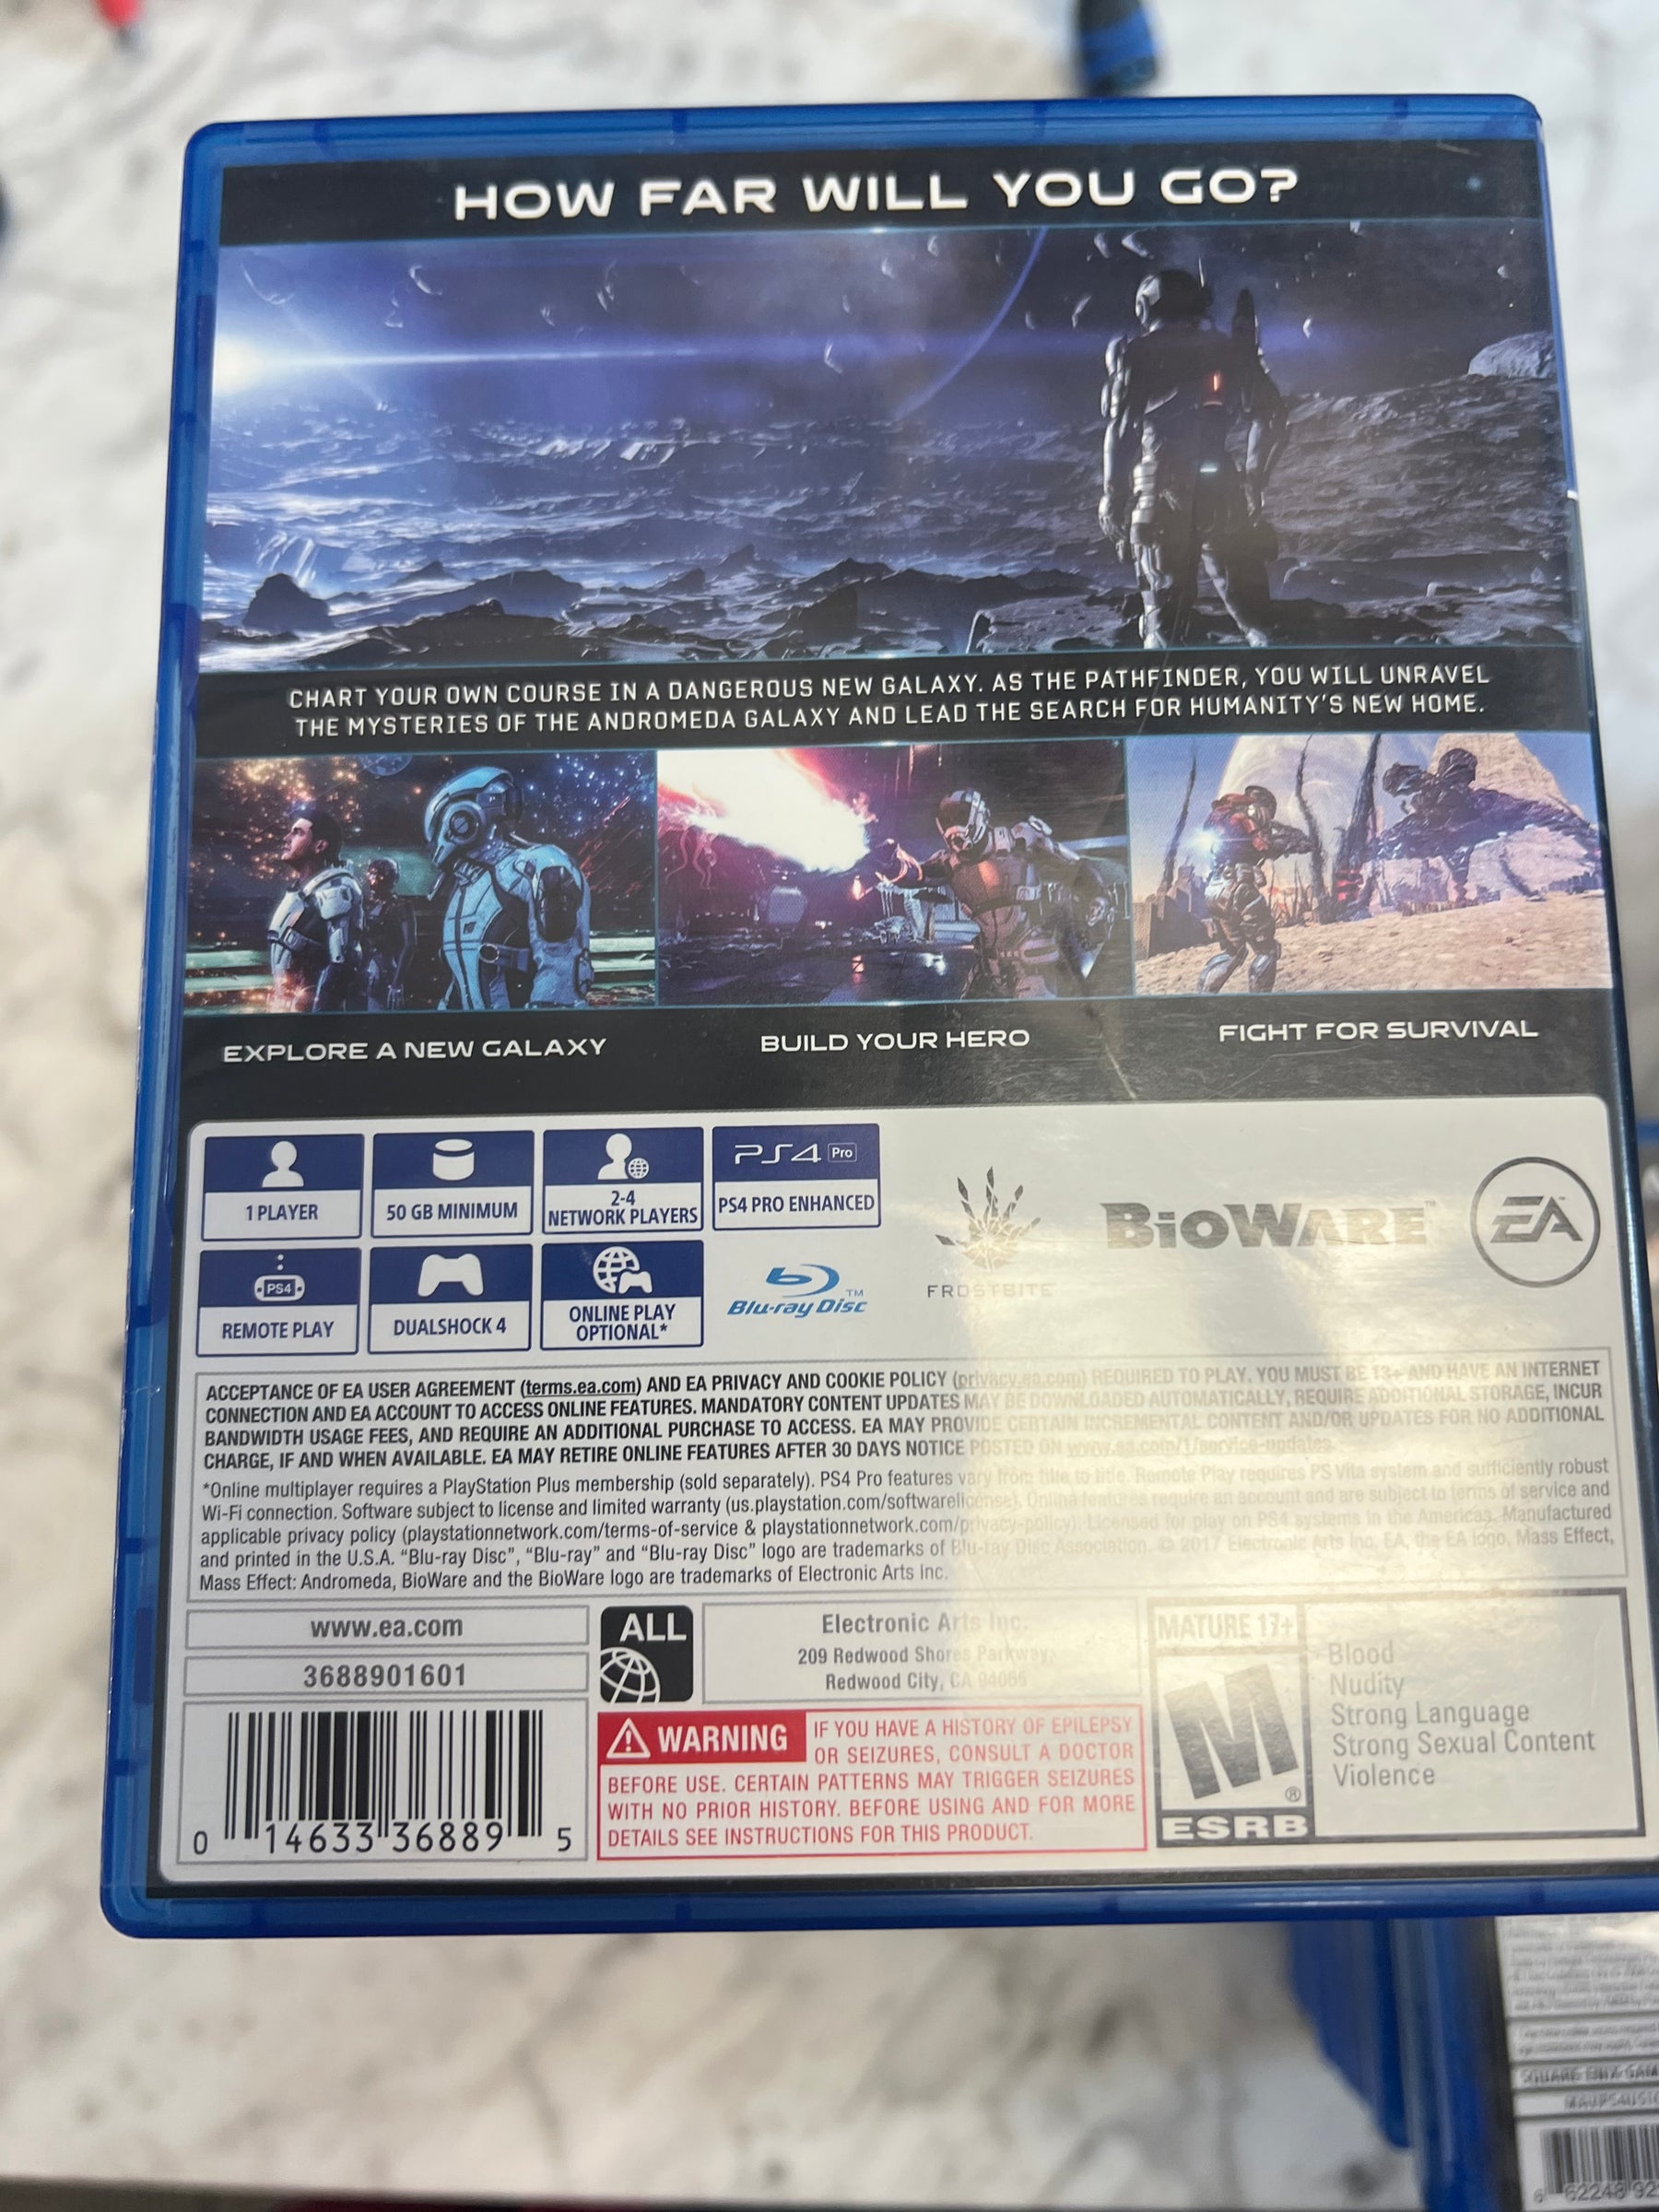 HOW FAR WILL YOU GO?
CHART YOUR OWN COURSE IN A DANGEROUS NEW GALAXY. AS THE PATHFINDER, YOU WILL UNRAVEL
THE MYSTERIES OF THE ANDROMEDA GALAXY AND LEAD THE SEARCH FOR HUMANITY'S NEW HOME.
EXPLORE A NEW GALAXY
BUILD YOUR HERO
FIGHT FOR SURVIVAL
1 PLAYER
50 GB MINIMUM
2-4
NETWORK PLAYERS
PS4 Pro
PS4 PRO ENHANCED
PS4
REMOTE PLAY
DUALSHOCK 4
ONLINE PLAY
OPTIONAL*
Blu-ray Disc™
FROSTBITE
BIOWARE™
EA
ACCEPTANCE OF EA USER AGREEMENT (terms.ea.com) AND EA PRIVACY AND COOKIE POLICY (privacy.ea.com) REQUIRED TO PLAY. YOU MUST BE 13+ AND HAVE AN INTERNET
CONNECTION AND EA ACCOUNT TO ACCESS ONLINE FEATURES. MANDATORY CONTENT UPDATES MAY BE DOWNLOADED AUTOMATICALLY, REQUIRE ADDITIONAL STORAGE, INCUR
BANDWIDTH USAGE FEES, AND REQUIRE AN ADDITIONAL PURCHASE TO ACCESS. EA MAY PROVIDE CERTAIN INCREMENTAL CONTENT AND/OR UPDATES FOR NO ADDITIONAL
CHARGE, IF AND WHEN AVAILABLE. EA MAY RETIRE ONLINE FEATURES AFTER 30 DAYS NOTICE POSTED ON www.ea.com/1/service-updates.
*Online multiplayer requires a PlayStation Plus membership (sold separately). PS4 Pro features vary from title to title. Remote Play requires PS Vita system and sufficiently robust
Wi-Fi connection. Software subject to license and limited warranty (us.playstation.com/softwarelicense). Online features require an account and are subject to terms of service and
applicable privacy policy (playstationnetwork.com/terms-of-service & playstationnetwork.com/privacy-policy). Licensed for play on PS4 systems in the Americas. Manufactured
and printed in the U.S.A. "Blu-ray Disc", "Blu-ray" and "Blu-ray Disc" logo are trademarks of Blu-ray Disc Association. © 2017 Electronic Arts Inc. EA, the EA logo, Mass Effect,
Mass Effect: Andromeda, BioWare and the BioWare logo are trademarks of Electronic Arts Inc.
www.ea.com
3688901601
0 14633 36889 5
ALL
Electronic Arts Inc.
209 Redwood Shores Parkway,
Redwood City, CA 94065
WARNING IF YOU HAVE A HISTORY OF EPILEPSY
OR SEIZURES, CONSULT A DOCTOR
BEFORE USE. CERTAIN PATTERNS MAY TRIGGER SEIZURES
WITH NO PRIOR HISTORY. BEFORE USING AND FOR MORE
DETAILS SEE INSTRUCTIONS FOR THIS PRODUCT.
MATURE 17+
M®
ESRB
Blood
Nudity
Strong Language
Strong Sexual Content
Violence